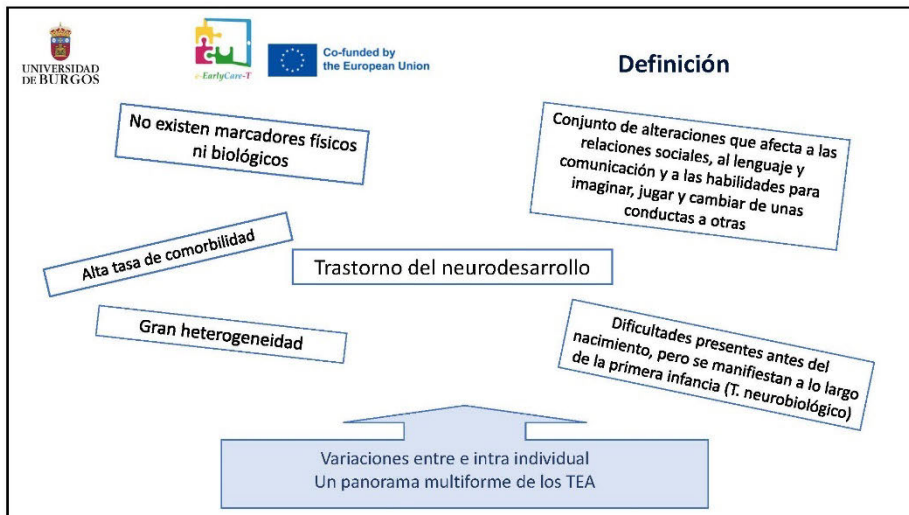 UNIVERSIDAD
DE BURGOS
e-EarlyCare-T
Co-funded by
the European Union
Definición
No existen marcadores físicos
ni biológicos
Conjunto de alteraciones que afecta a las
relaciones sociales, al lenguaje y
comunicación y a las habilidades para
imaginar, jugar y cambiar de unas
conductas a otras
Alta tasa de comorbilidad
Trastorno del neurodesarrollo
Gran heterogeneidad
Dificultades presentes antes del
nacimiento, pero se manifiestan a lo largo
de la primera infancia (T. neurobiológico)
Variaciones entre e intra individual
Un panorama multiforme de los TEA